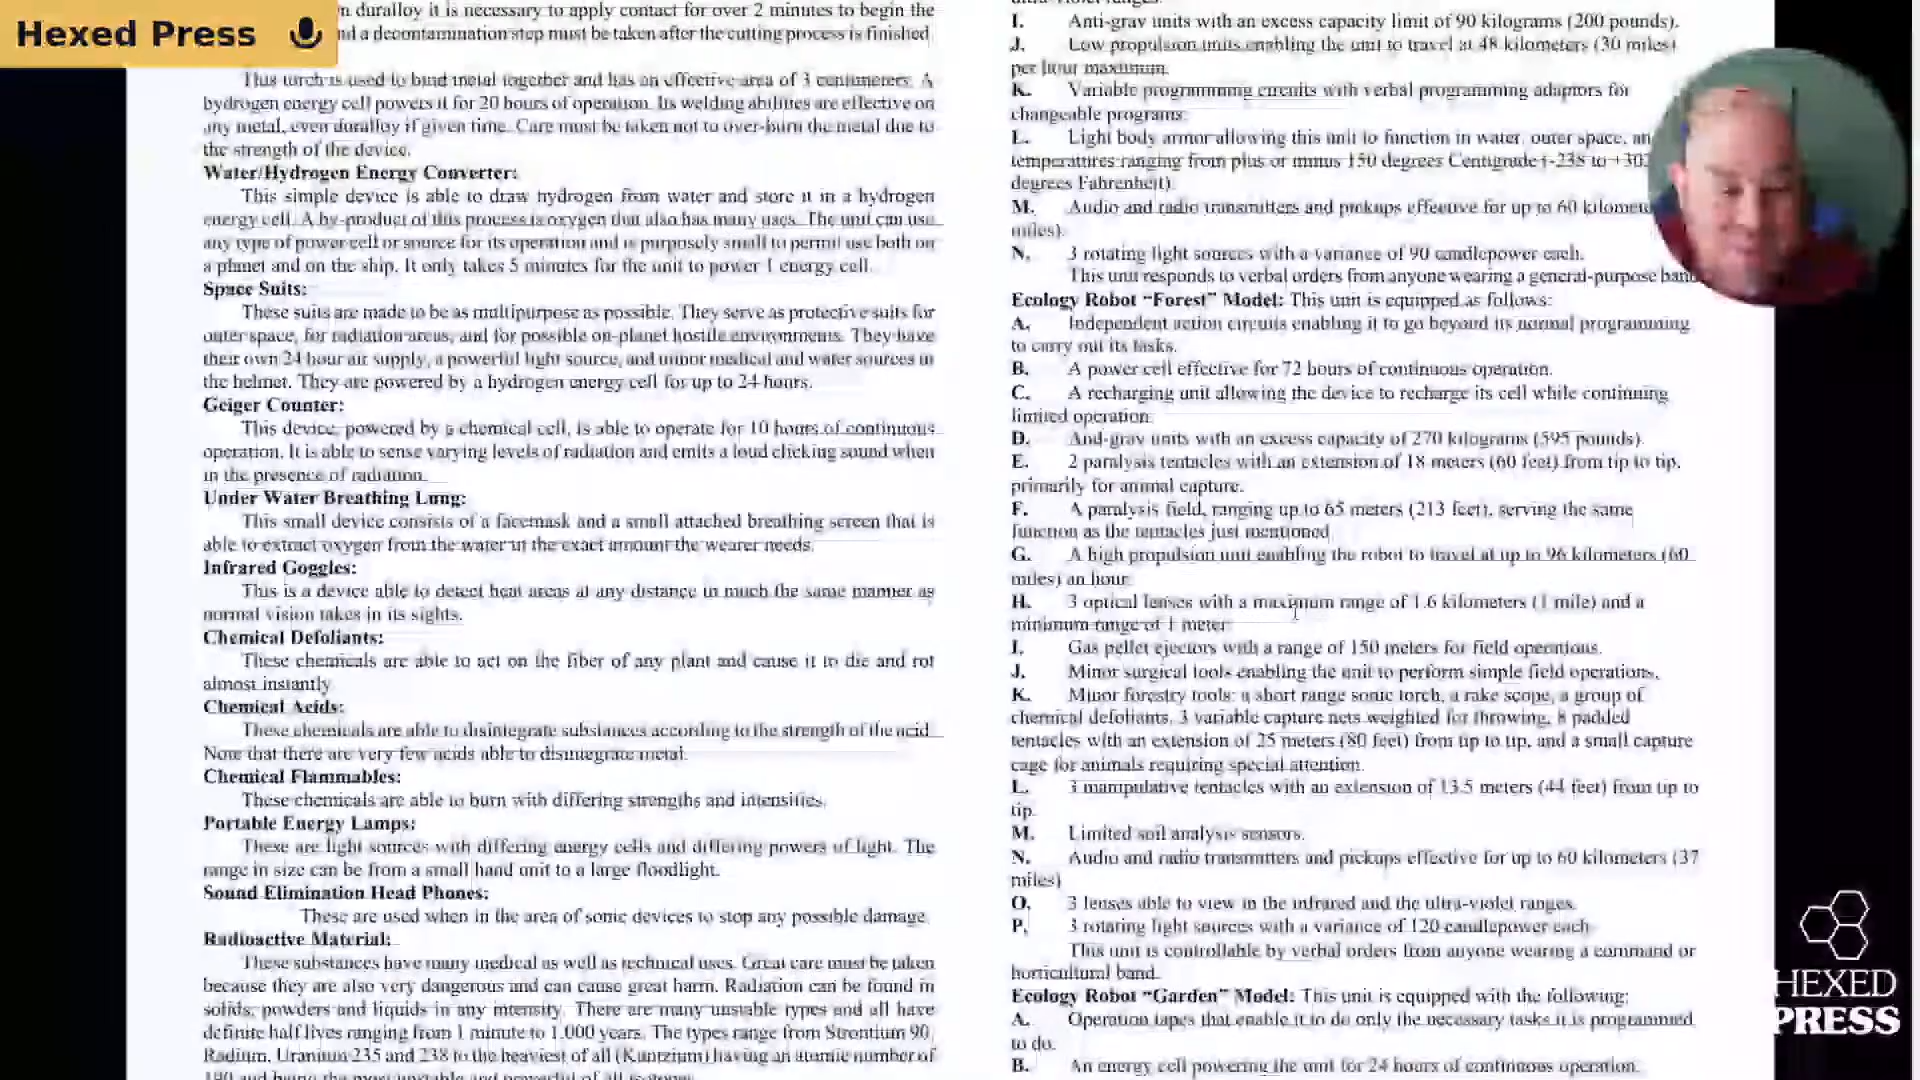 Hexed Press
n duralloy it is necessary to apply contact for over 2 minutes to begin the
nd a decontamination step must be taken after the cutting process is finished
This torch is used to bind metal together and has an effective area of 3 centimeters. A
hydrogen energy cell powers it for 20 hours of operation. Its welding abilities are effective on
any metal, even duralloy if given time. Care must be taken not to over-burn the metal due to
the strength of the device.
Water/Hydrogen Energy Converter:
This simple device is able to draw hydrogen from water and store it in a hydrogen
energy cell. A by-product of this process is oxygen that also has many uses. The unit can use
any type of power cell or source for its operation and is purposely small to permit use both on
a planet and on the ship. It only takes 5 minutes for the unit to power 1 energy cell.
Space Suits:
These suits are made to be as multipurpose as possible. They serve as protective suits for
outer space, for radiation areas, and for possible on-planet hostile environments. They have
their own 24 hour air supply, a powerful light source, and minor medical and water sources in
the helmet. They are powered by a hydrogen energy cell for up to 24 hours.
Geiger Counter:
This device, powered by a chemical cell, is able to operate for 10 hours of continuous
operation. It is able to sense varying levels of radiation and emits a loud clicking sound when
in the presence of radiation.
Under Water Breathing Lung:
This small device consists of a facemask and a small attached breathing screen that is
able to extract oxygen from the water in the exact amount the wearer needs.
Infrared Goggles:
This is a device able to detect heat areas at any distance in much the same manner as
normal vision takes in its sights.
Chemical Defoliants:
These chemicals are able to act on the fiber of any plant and cause it to die and rot
almost instantly
Chemical Acids:
These chemicals are able to disintegrate substances according to the strength of the acid.
Note that there are very few acids able to disintegrate metal.
Chemical Flammables:
These chemicals are able to burn with differing strengths and intensities.
Portable Energy Lamps:
These are light sources with differing energy cells and differing powers of light. The
range in size can be from a small hand unit to a large floodlight.
Sound Elimination Head Phones:
These are used when in the area of sonic devices to stop any possible damage.
Radioactive Material:
These substances have many medical as well as technical uses. Great care must be taken
because they are also very dangerous and can cause great harm. Radiation can be found in
solids, powders and liquids in any intensity. There are many unstable types and all have
definite half lives ranging from 1 minute to 1,000 years. The types range from Strontium 90,
Radium, Uranium 235 and 238 to the heaviest of all (Kuntzium) having an atomic number of
190 and being the most unstable and powerful of all isotopes.
I. Anti-grav units with an excess capacity limit of 90 kilograms (200 pounds).
J. Low propulsion units enabling the unit to travel at 48 kilometers (30 miles)
per hour maximum.
K. Variable programming circuits with verbal programming adaptors for
changeable programs.
L. Light body armor allowing this unit to function in water, outer space, an
temperatures ranging from plus or minus 150 degrees Centigrade (-238 to +302
degrees Fahrenheit).
M. Audio and radio transmitters and pickups effective for up to 60 kilomete
miles).
N. 3 rotating light sources with a variance of 90 candlepower each.
This unit responds to verbal orders from anyone wearing a general-purpose band.
Ecology Robot “Forest” Model: This unit is equipped as follows:
A. Independent action circuits enabling it to go beyond its normal programming
to carry out its tasks.
B. A power cell effective for 72 hours of continuous operation.
C. A recharging unit allowing the device to recharge its cell while continuing
limited operation.
D. And-grav units with an excess capacity of 270 kilograms (595 pounds).
E. 2 paralysis tentacles with an extension of 18 meters (60 feet) from tip to tip,
primarily for animal capture.
F. A paralysis field, ranging up to 65 meters (213 feet), serving the same
function as the tentacles just mentioned
G. A high propulsion unit enabling the robot to travel at up to 96 kilometers (60
miles) an hour
H. 3 optical lenses with a maximum range of 1.6 kilometers (1 mile) and a
minimum range of 1 meter
I. Gas pellet ejectors with a range of 150 meters for field operations.
J. Minor surgical tools enabling the unit to perform simple field operations.
K. Minor forestry tools: a short range sonic torch, a rake scope, a group of
chemical defoliants, 3 variable capture nets weighted for throwing, 8 padded
tentacles with an extension of 25 meters (80 feet) from tip to tip, and a small capture
cage for animals requiring special attention.
L. 3 manipulative tentacles with an extension of 13.5 meters (44 feet) from tip to
tip.
M. Limited soil analysis sensors.
N. Audio and radio transmitters and pickups effective for up to 60 kilometers (37
miles)
O. 3 lenses able to view in the infrared and the ultra-violet ranges.
P. 3 rotating light sources with a variance of 120 candlepower each
This unit is controllable by verbal orders from anyone wearing a command or
horticultural band.
Ecology Robot “Garden” Model: This unit is equipped with the following:
A. Operation tapes that enable it to do only the necessary tasks it is programmed
to do.
B. An energy cell powering the unit for 24 hours of continuous operation.
HEXED
PRESS